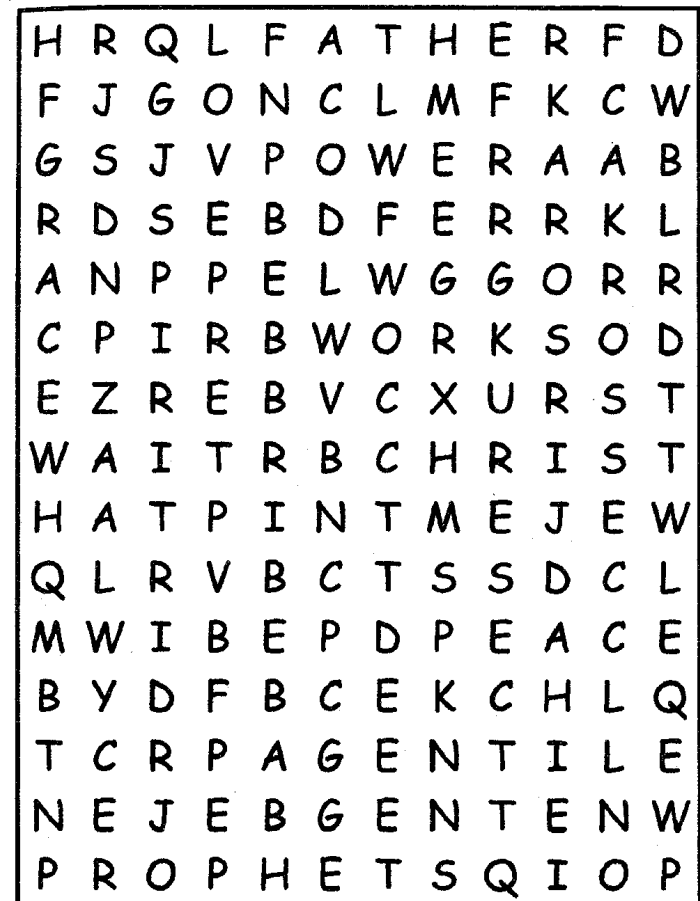 H R Q L F A T H E R F D
F J G O N C L M F K C W
G S J V P O W E R A A B
R D S E B D F E R R K L
A N P P E L W G G O R R
C P I R B W O R K S O D
E Z R E B V C X U R S T
W A I T R B C H R I S T
H A T P I N T M E J E W
Q L R V B C T S S D C L
M W I B E P D P E A C E
B Y D F B C E K C H L Q
T C R P A G E N T I L E
N E J E B G E N T E N W
P R O P H E T S Q I O P